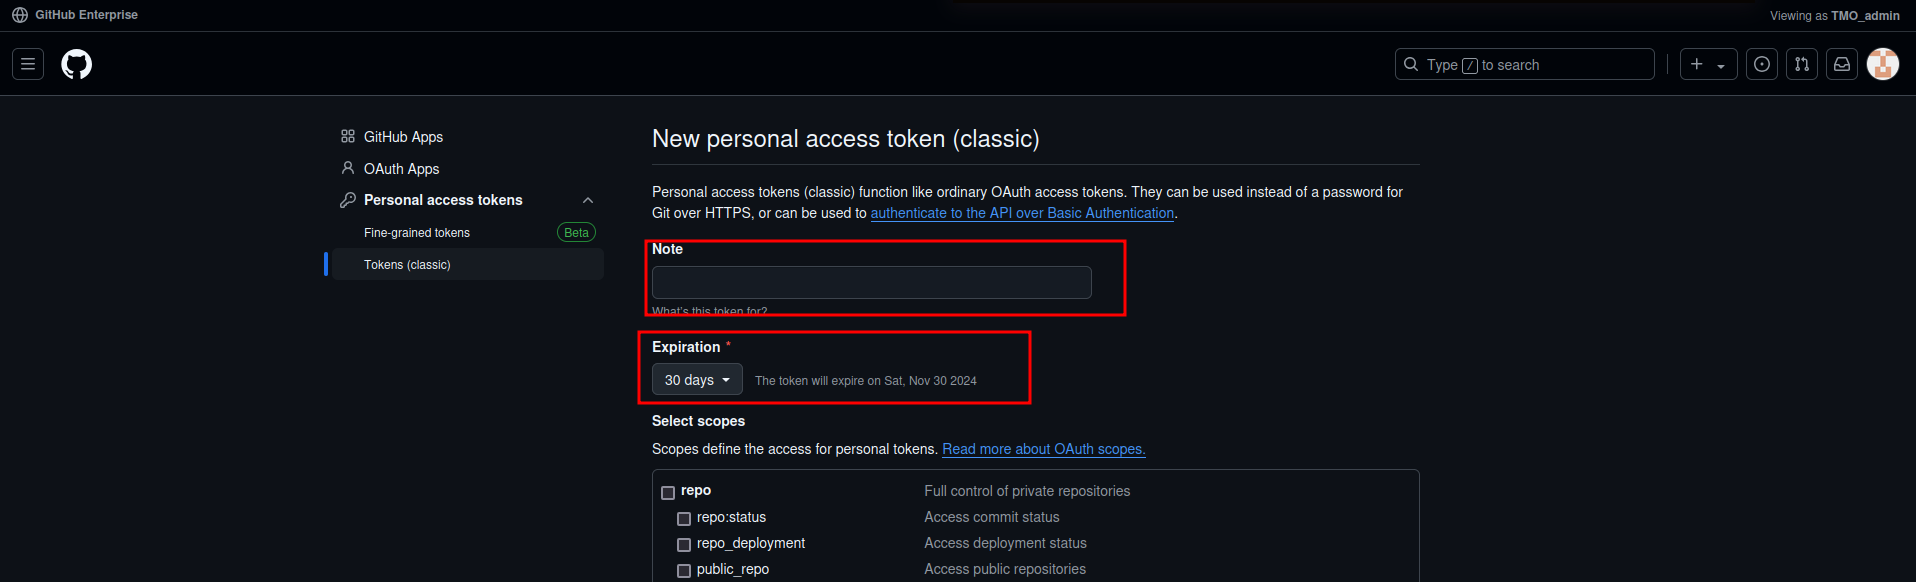 GitHub Enterprise
Viewing as TMO_admin
Type / to search
GitHub Apps
OAuth Apps
Personal access tokens
Fine-grained tokens Beta
Tokens (classic)
New personal access token (classic)
Personal access tokens (classic) function like ordinary OAuth access tokens. They can be used instead of a password for
Git over HTTPS, or can be used to authenticate to the API over Basic Authentication.
Note
What's this token for?
Expiration *
30 days The token will expire on Sat, Nov 30 2024
Select scopes
Scopes define the access for personal tokens. Read more about OAuth scopes.
repo Full control of private repositories
repo:status Access commit status
repo_deployment Access deployment status
public_repo Access public repositories